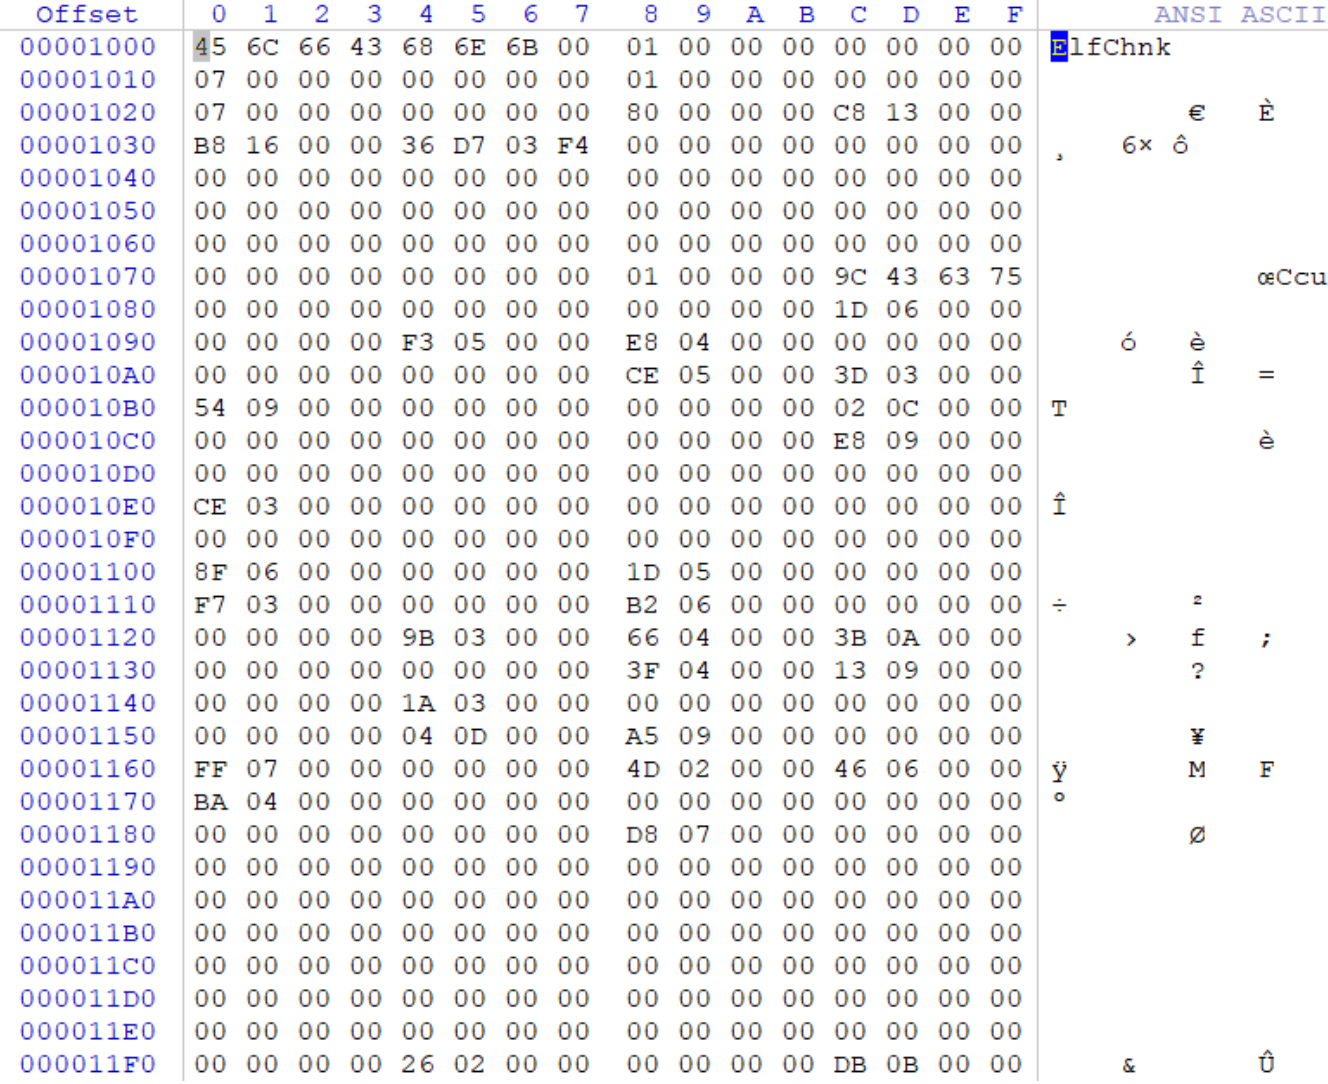 Offset 0 1 2 3 4 5 6 7 8 9 A B C D E F ANSI ASCII
00001000 45 6C 66 43 68 6E 6B 00 01 00 00 00 00 00 00 00 ElfChnk
00001010 07 00 00 00 00 00 00 00 01 00 00 00 00 00 00 00
00001020 07 00 00 00 00 00 00 00 80 00 00 00 C8 13 00 00 € È
00001030 B8 16 00 00 36 D7 03 F4 00 00 00 00 00 00 00 00 ¸ 6× ô
00001040 00 00 00 00 00 00 00 00 00 00 00 00 00 00 00 00
00001050 00 00 00 00 00 00 00 00 00 00 00 00 00 00 00 00
00001060 00 00 00 00 00 00 00 00 00 00 00 00 00 00 00 00
00001070 00 00 00 00 00 00 00 00 01 00 00 00 9C 43 63 75 œCcu
00001080 00 00 00 00 00 00 00 00 00 00 00 00 1D 06 00 00
00001090 00 00 00 00 F3 05 00 00 E8 04 00 00 00 00 00 00 ó è
000010A0 00 00 00 00 00 00 00 00 CE 05 00 00 3D 03 00 00 Î =
000010B0 54 09 00 00 00 00 00 00 00 00 00 00 02 0C 00 00 T
000010C0 00 00 00 00 00 00 00 00 00 00 00 00 E8 09 00 00 è
000010D0 00 00 00 00 00 00 00 00 00 00 00 00 00 00 00 00
000010E0 CE 03 00 00 00 00 00 00 00 00 00 00 00 00 00 00 Î
000010F0 00 00 00 00 00 00 00 00 00 00 00 00 00 00 00 00
00001100 8F 06 00 00 00 00 00 00 1D 05 00 00 00 00 00 00
00001110 F7 03 00 00 00 00 00 00 B2 06 00 00 00 00 00 00 ÷ ²
00001120 00 00 00 00 9B 03 00 00 66 04 00 00 3B 0A 00 00 › f ;
00001130 00 00 00 00 00 00 00 00 3F 04 00 00 13 09 00 00 ?
00001140 00 00 00 00 1A 03 00 00 00 00 00 00 00 00 00 00
00001150 00 00 00 00 04 0D 00 00 A5 09 00 00 00 00 00 00 ¥
00001160 FF 07 00 00 00 00 00 00 4D 02 00 00 46 06 00 00 ÿ M F
00001170 BA 04 00 00 00 00 00 00 00 00 00 00 00 00 00 00 º
00001180 00 00 00 00 00 00 00 00 D8 07 00 00 00 00 00 00 Ø
00001190 00 00 00 00 00 00 00 00 00 00 00 00 00 00 00 00
000011A0 00 00 00 00 00 00 00 00 00 00 00 00 00 00 00 00
000011B0 00 00 00 00 00 00 00 00 00 00 00 00 00 00 00 00
000011C0 00 00 00 00 00 00 00 00 00 00 00 00 00 00 00 00
000011D0 00 00 00 00 00 00 00 00 00 00 00 00 00 00 00 00
000011E0 00 00 00 00 00 00 00 00 00 00 00 00 00 00 00 00
000011F0 00 00 00 00 26 02 00 00 00 00 00 00 DB 0B 00 00 & Û